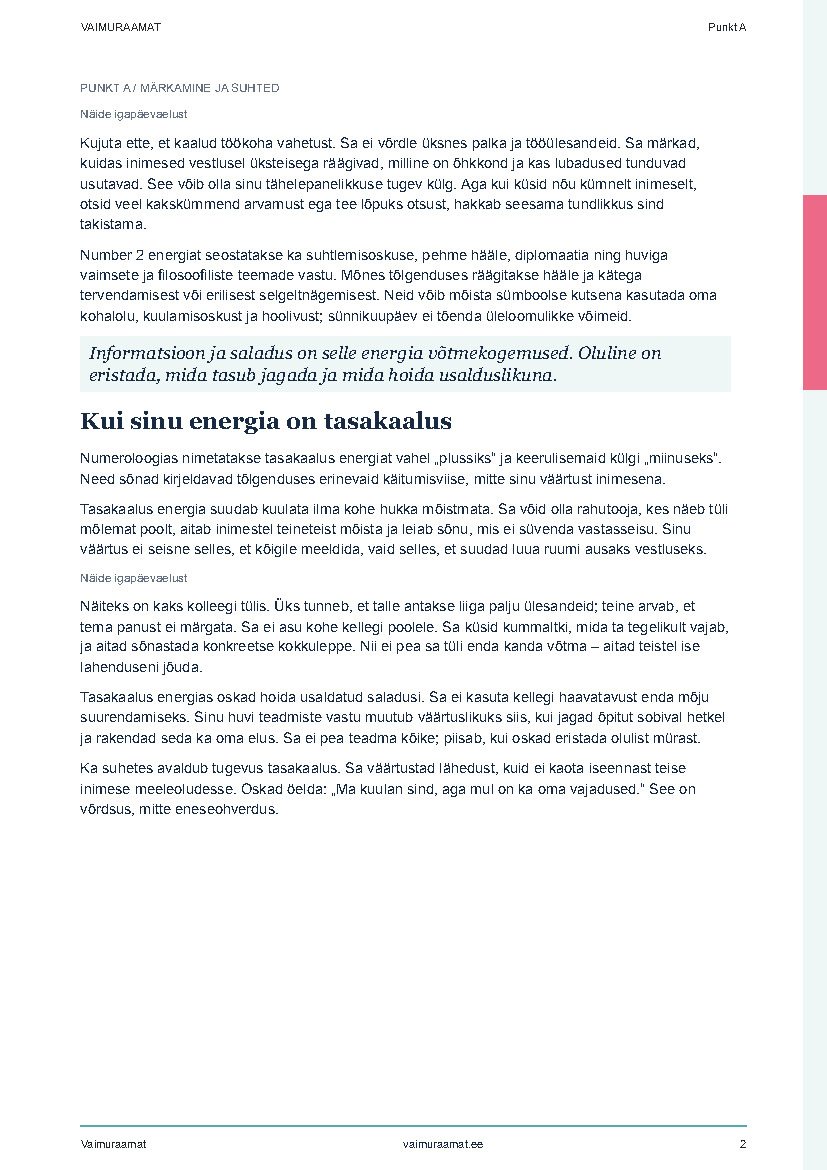 VAIMURAAMAT
Punkt A
PUNKT A / MÄRKAMINE JA SUHTED
Näide igapäevaelust
Kujuta ette, et kaalud töökoha vahetust. Sa ei võrdle üksnes palka ja tööülesandeid. Sa märkad,
kuidas inimesed vestlusel üksteisega räägivad, milline on õhkkond ja kas lubadused tunduvad
usutavad. See võib olla sinu tähelepanelikkuse tugev külg. Aga kui küsid nõu kümnelt inimeselt,
otsid veel kakskümmend arvamust ega tee lõpuks otsust, hakkab seesama tundlikkus sind
takistama.
Number 2 energiat seostatakse ka suhtlemisoskuse, pehme hääle, diplomaatia ning huviga
vaimsete ja filosoofiliste teemade vastu. Mõnes tõlgenduses räägitakse hääle ja kätega
tervendamisest või erilisest selgeltnägemisest. Neid võib mõista sümboolse kutsena kasutada oma
kohalolu, kuulamisoskust ja hoolivust; sünnikuupäev ei tõenda üleloomulikke võimeid.
Informatsioon ja saladus on selle energia võtmekogemused. Oluline on
eristada, mida tasub jagada ja mida hoida usalduslikuna.
Kui sinu energia on tasakaalus
Numeroloogias nimetatakse tasakaalus energiat vahel „plussiks" ja keerulisemaid külgi „miinuseks".
Need sõnad kirjeldavad tõlgenduses erinevaid käitumisviise, mitte sinu väärtust inimesena.
Tasakaalus energia suudab kuulata ilma kohe hukka mõistmata. Sa võid olla rahutooja, kes näeb tüli
mõlemat poolt, aitab inimestel teineteist mõista ja leiab sõnu, mis ei süvenda vastasseisu. Sinu
väärtus ei seisne selles, et kõigile meeldida, vaid selles, et suudad luua ruumi ausaks vestluseks.
Näide igapäevaelust
Näiteks on kaks kolleegi tülis. Üks tunneb, et talle antakse liiga palju ülesandeid; teine arvab, et
tema panust ei märgata. Sa ei asu kohe kellegi poolele. Sa küsid kummaltki, mida ta tegelikult vajab,
ja aitad sõnastada konkreetse kokkuleppe. Nii ei pea sa tüli enda kanda võtma – aitad teistel ise
lahenduseni jõuda.
Tasakaalus energias oskad hoida usaldatud saladusi. Sa ei kasuta kellegi haavatavust enda mõju
suurendamiseks. Sinu huvi teadmiste vastu muutub väärtuslikuks siis, kui jagad õpitut sobival hetkel
ja rakendad seda ka oma elus. Sa ei pea teadma kõike; piisab, kui oskad eristada olulist mürast.
Ka suhetes avaldub tugevus tasakaalus. Sa väärtustad lähedust, kuid ei kaota iseennast teise
inimese meeleoludesse. Oskad öelda: „Ma kuulan sind, aga mul on ka oma vajadused." See on
võrdsus, mitte eneseohverdus.
Vaimuraamat
vaimuraamat.ee
2